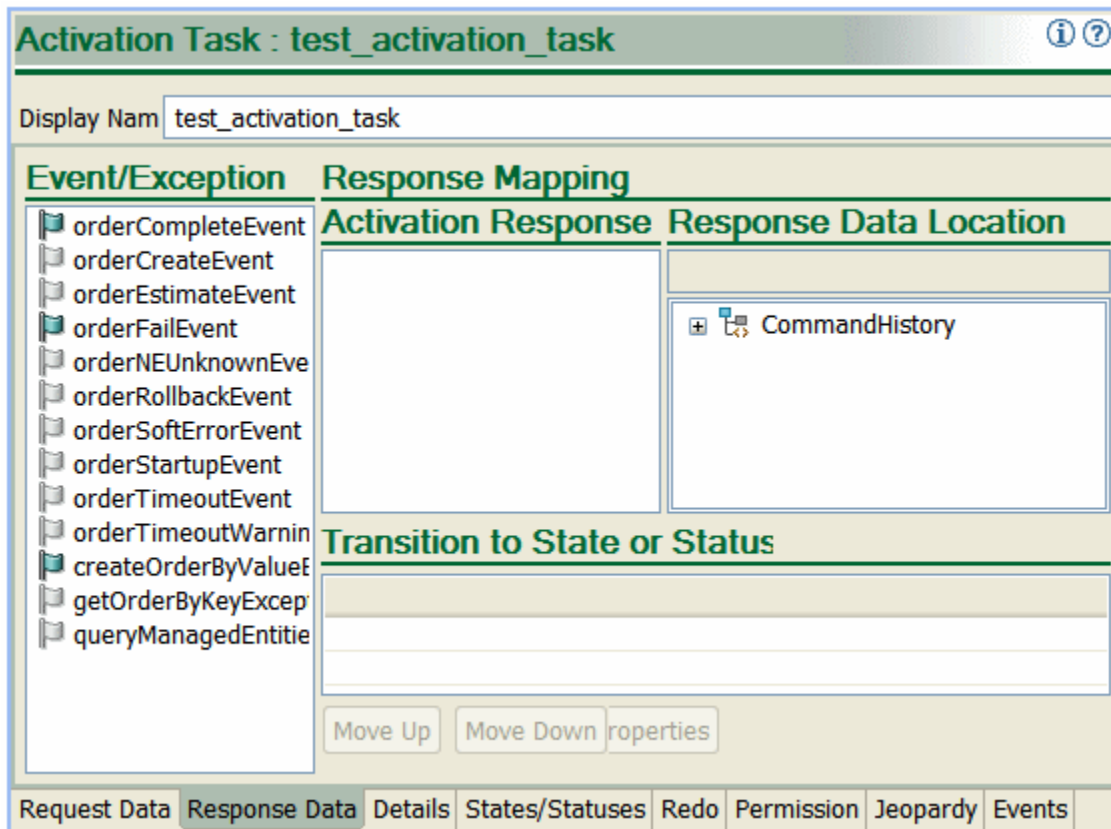 Activation Task : test_activation_task
Display Nam test_activation_task
Event/Exception
orderCompleteEvent
orderCreateEvent
orderEstimateEvent
orderFailEvent
orderNEUnknownEve
orderRollbackEvent
orderSoftErrorEvent
orderStartupEvent
orderTimeoutEvent
orderTimeoutWarnin
createOrderByValueE
getOrderByKeyExcep
queryManagedEntitie
Response Mapping
Activation Response
Response Data Location
CommandHistory
Transition to State or Status
Move Up Move Down roperties
Request Data Response Data Details States/Statuses Redo Permission Jeopardy Events